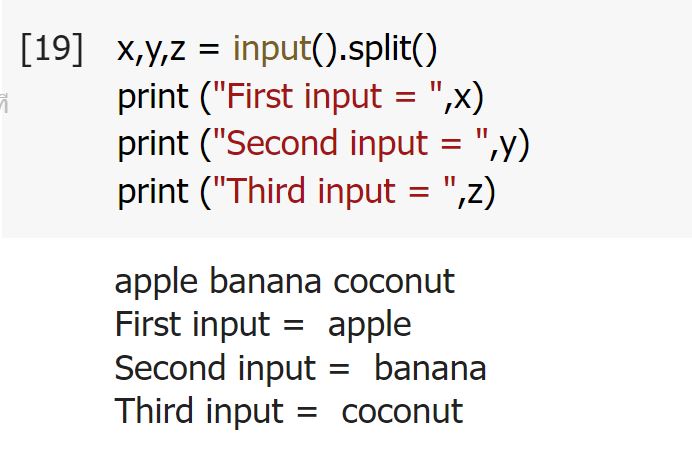 [19] x,y,z = input().split()
print ("First input = ",x)
ที
print ("Second input = ",y)
print ("Third input = ",z)
apple banana coconut
First input =  apple
Second input =  banana
Third input =  coconut